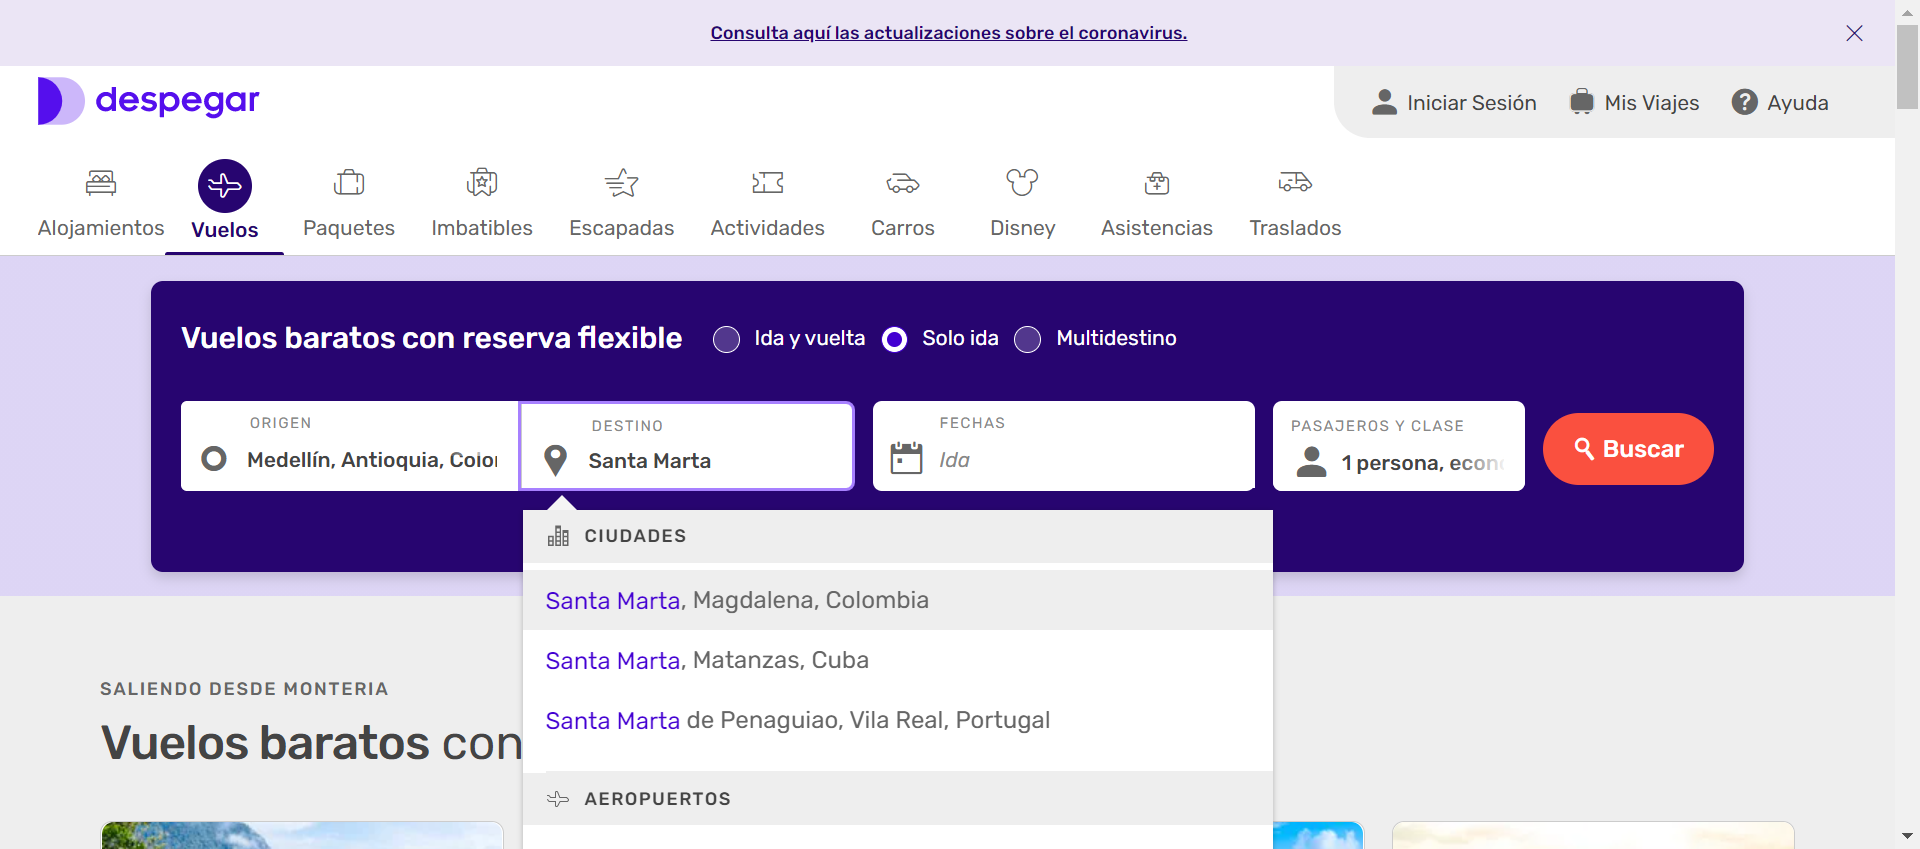 Consulta aquí las actualizaciones sobre el coronavirus.
despegar
Iniciar Sesión
Mis Viajes
Ayuda
Alojamientos
Vuelos
Paquetes
Imbatibles
Escapadas
Actividades
Carros
Disney
Asistencias
Traslados
Vuelos baratos con reserva flexible
Ida y vuelta
Solo ida
Multidestino
ORIGEN
Medellín, Antioquia, Colo
DESTINO
Santa Marta
FECHAS
Ida
PASAJEROS Y CLASE
1 persona, econ
Buscar
CIUDADES
Santa Marta, Magdalena, Colombia
Santa Marta, Matanzas, Cuba
Santa Marta de Penaguiao, Vila Real, Portugal
AEROPUERTOS
SALIENDO DESDE MONTERIA
Vuelos baratos con